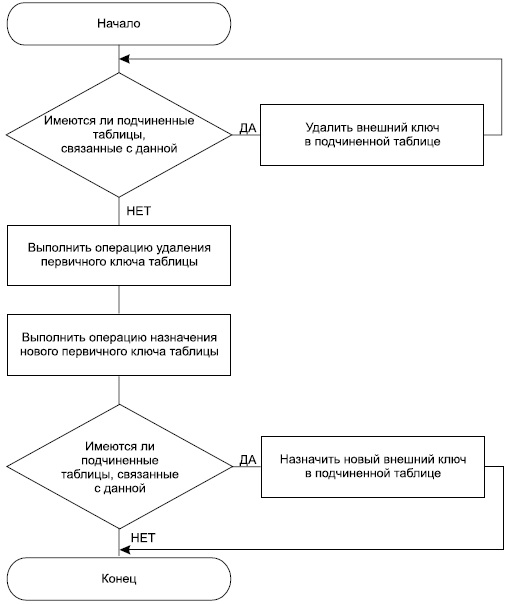 Начало
Имеются ли подчиненные
таблицы,
связанные с данной
ДА
Удалить внешний ключ
в подчиненной таблице
НЕТ
Выполнить операцию удаления
первичного ключа таблицы
Выполнить операцию назначения
нового первичного ключа таблицы
Имеются ли
подчиненные
таблицы, связанные
с данной
ДА
Назначить новый внешний ключ
в подчиненной таблице
НЕТ
Конец